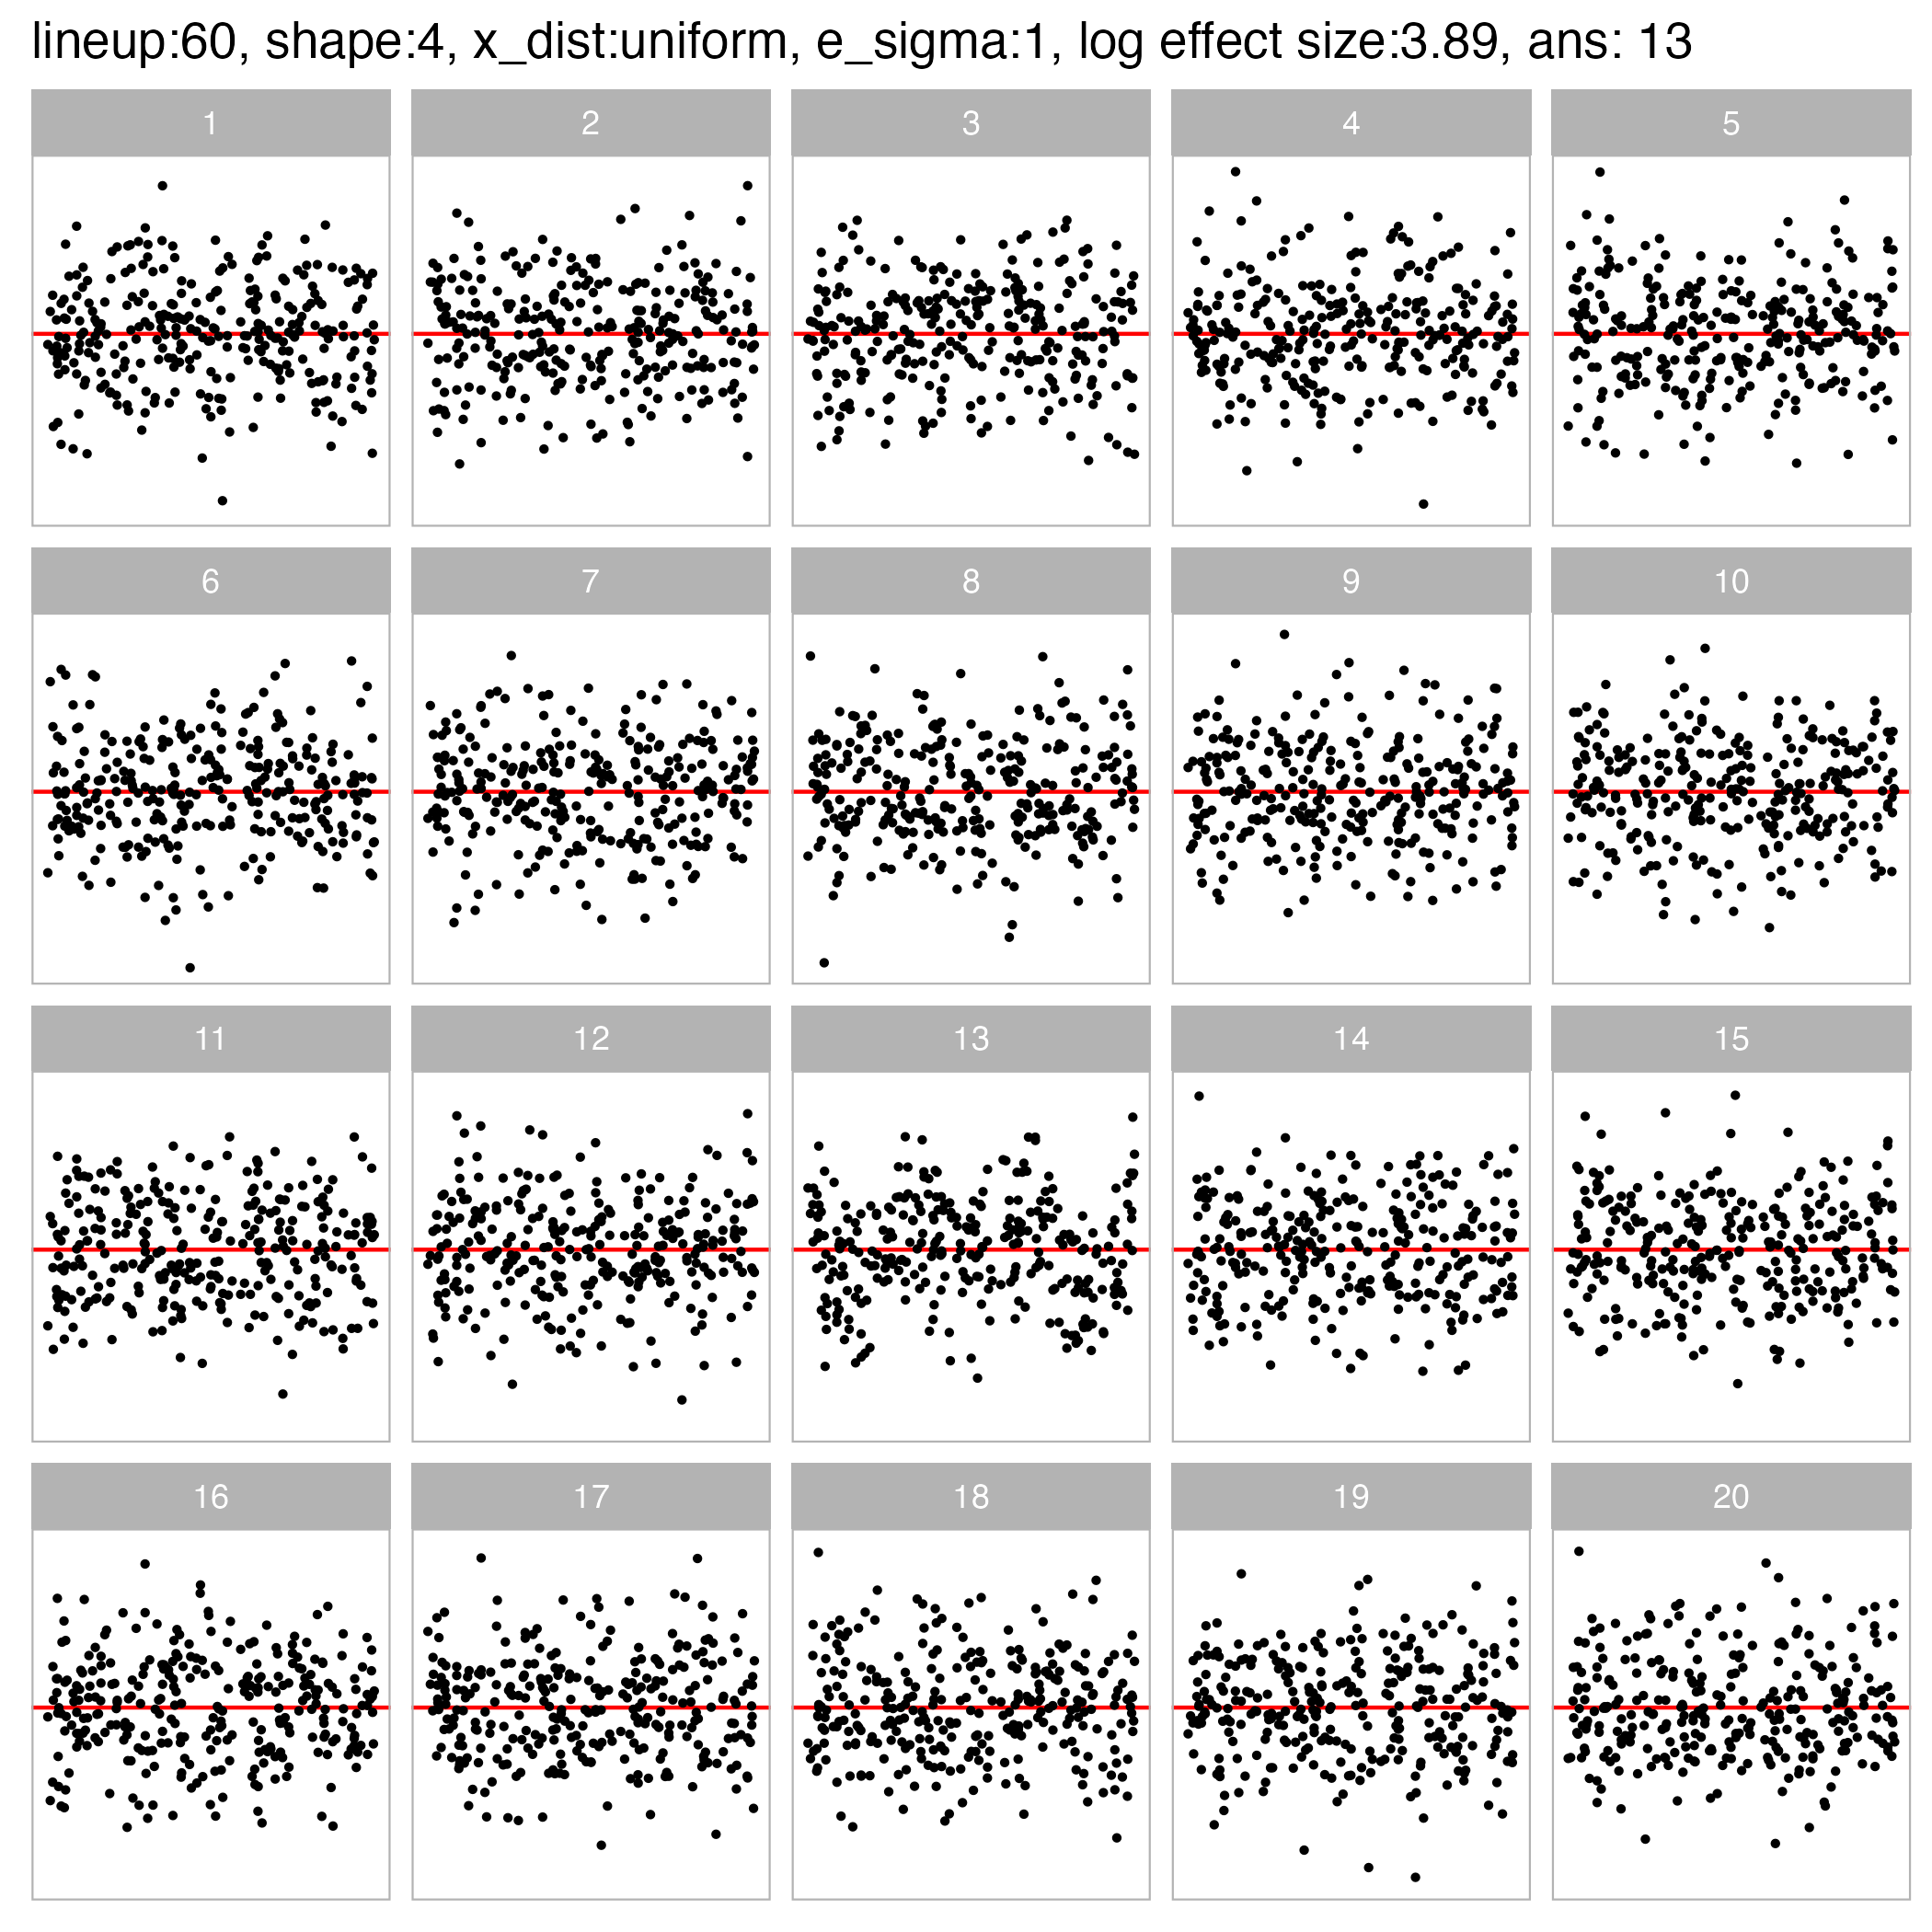 lineup:60, shape:4, x_dist:uniform, e_sigma:1, log effect size:3.89, ans: 13
1 2 3 4 5
6 7 8 9 10
11 12 13 14 15
16 17 18 19 20